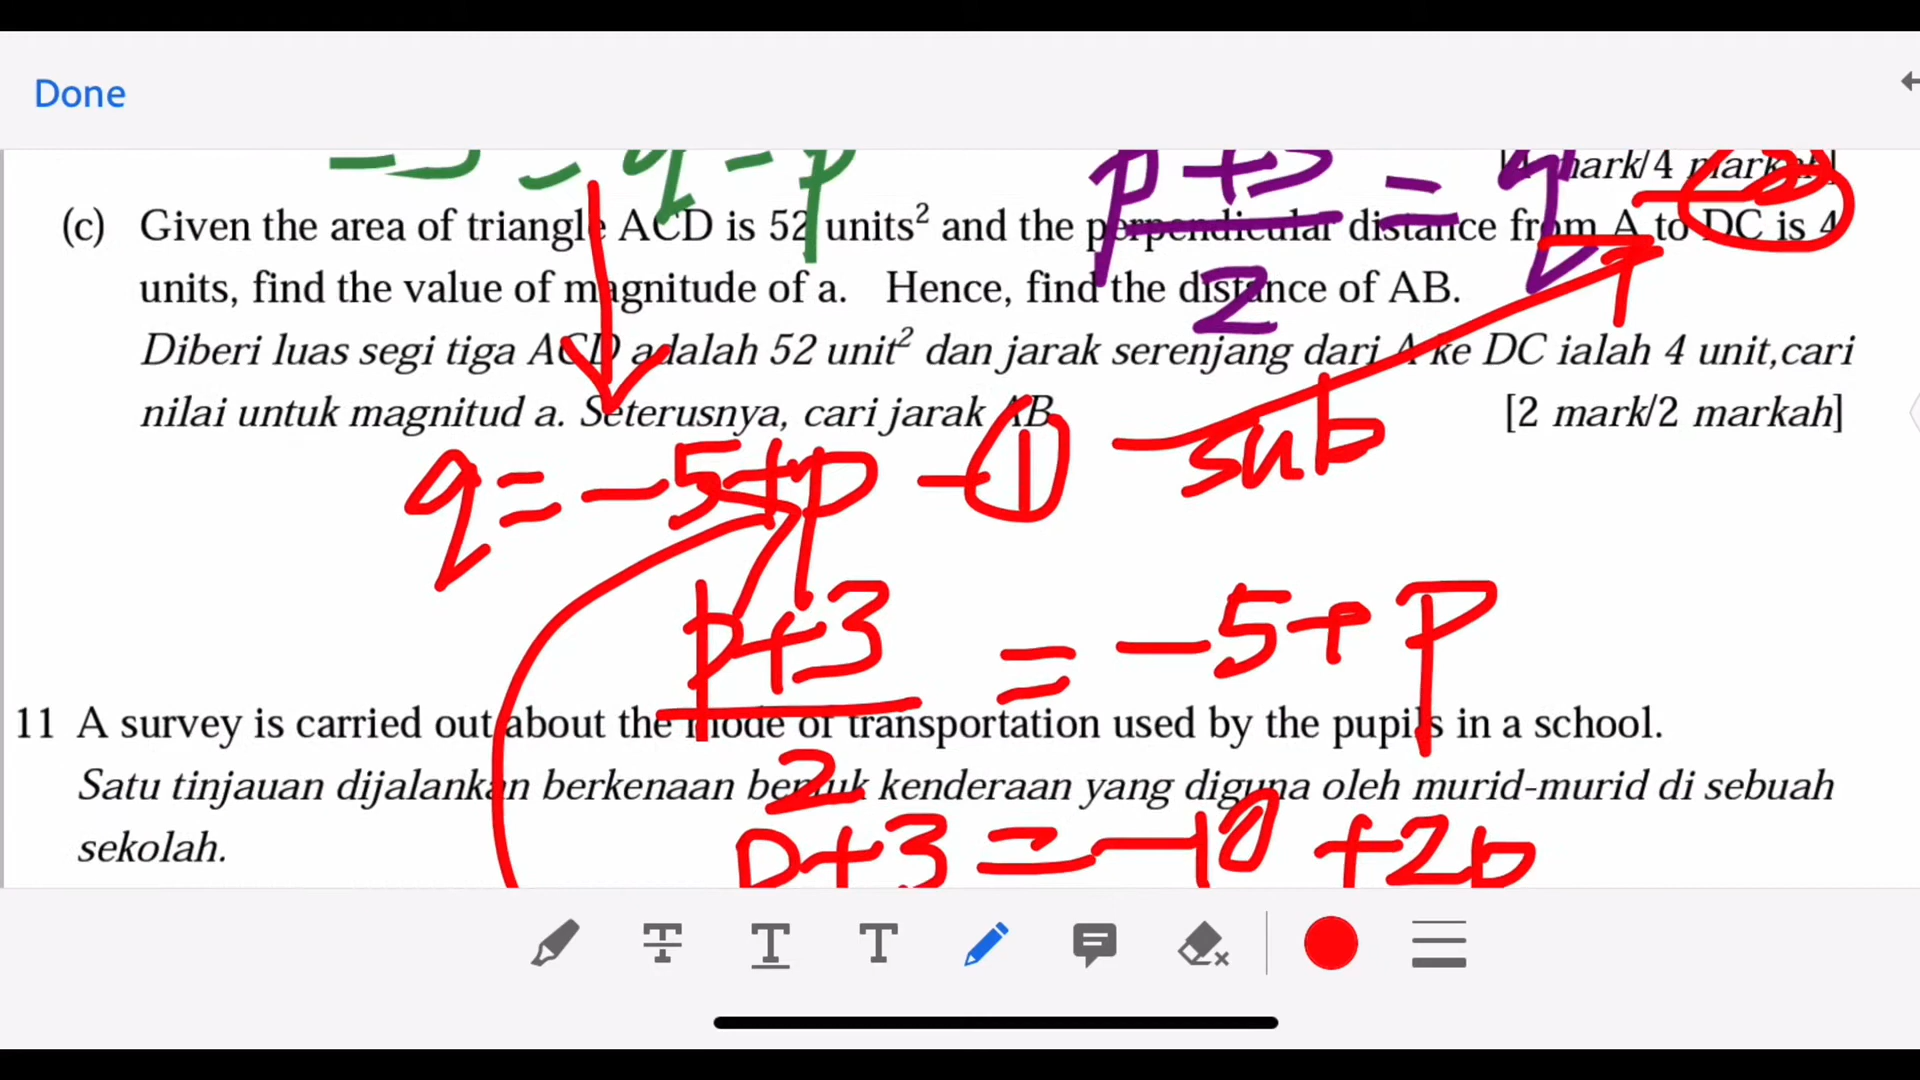 Done
-5 = q - p
p+3 / 2 = q
mark/4 markah]
(c) Given the area of triangle ACD is 52 units² and the perpendicular distance from A to DC is 4
units, find the value of magnitude of a. Hence, find the distance of AB.
Diberi luas segi tiga ACD adalah 52 unit² dan jarak serenjang dari A ke DC ialah 4 unit,cari
nilai untuk magnitud a. Seterusnya, cari jarak AB
[2 mark/2 markah]
q = -5+p - ①
sub
p+3 / 2 = -5+p
11 A survey is carried out about the mode of transportation used by the pupils in a school.
Satu tinjauan dijalankan berkenaan bentuk kenderaan yang diguna oleh murid-murid di sebuah
sekolah.
p+3 = -10 +2p
T
T
T